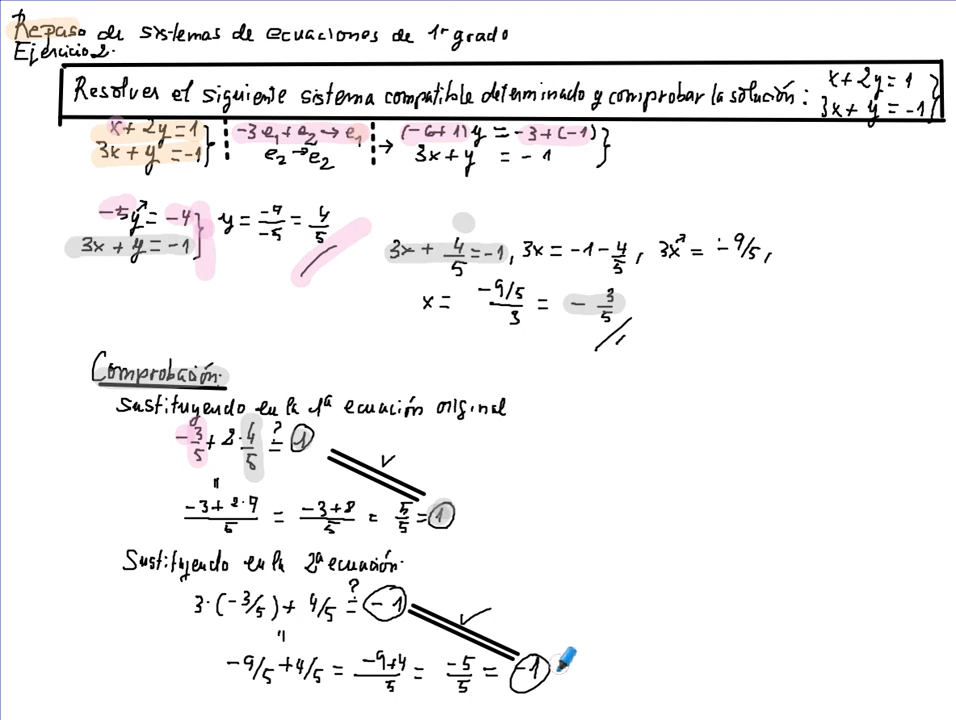 Repaso de sistemas de ecuaciones de 1er grado
Ejercicio 2.
Resolver el siguiente sistema compatible determinado y comprobar la solución: x + 2y = 1 }
3x + y = -1 }
x + 2y = 1 } -3e₁ + e₂ → e₁ → (-6+1)y = -3+(-1) }
3x + y = -1 } e₂ → e₂ 3x + y = -1 }
-5y = -4 } y = -4/-5 = 4/5
3x + y = -1 }
3x + 4/5 = -1, 3x = -1 - 4/5, 3x = -9/5,
x = -9/5 / 3 = - 3/5 //
Comprobación.
Sustituyendo en la 1ª ecuación original
-3/5 + 2·4/5 ?= 1 ✓
"
-3+2·4/5 = -3+8/5 = 5/5 = 1
Sustituyendo en la 2ª ecuación.
3·(-3/5) + 4/5 ?= -1 ✓
"
-9/5 + 4/5 = -9+4/5 = -5/5 = -1